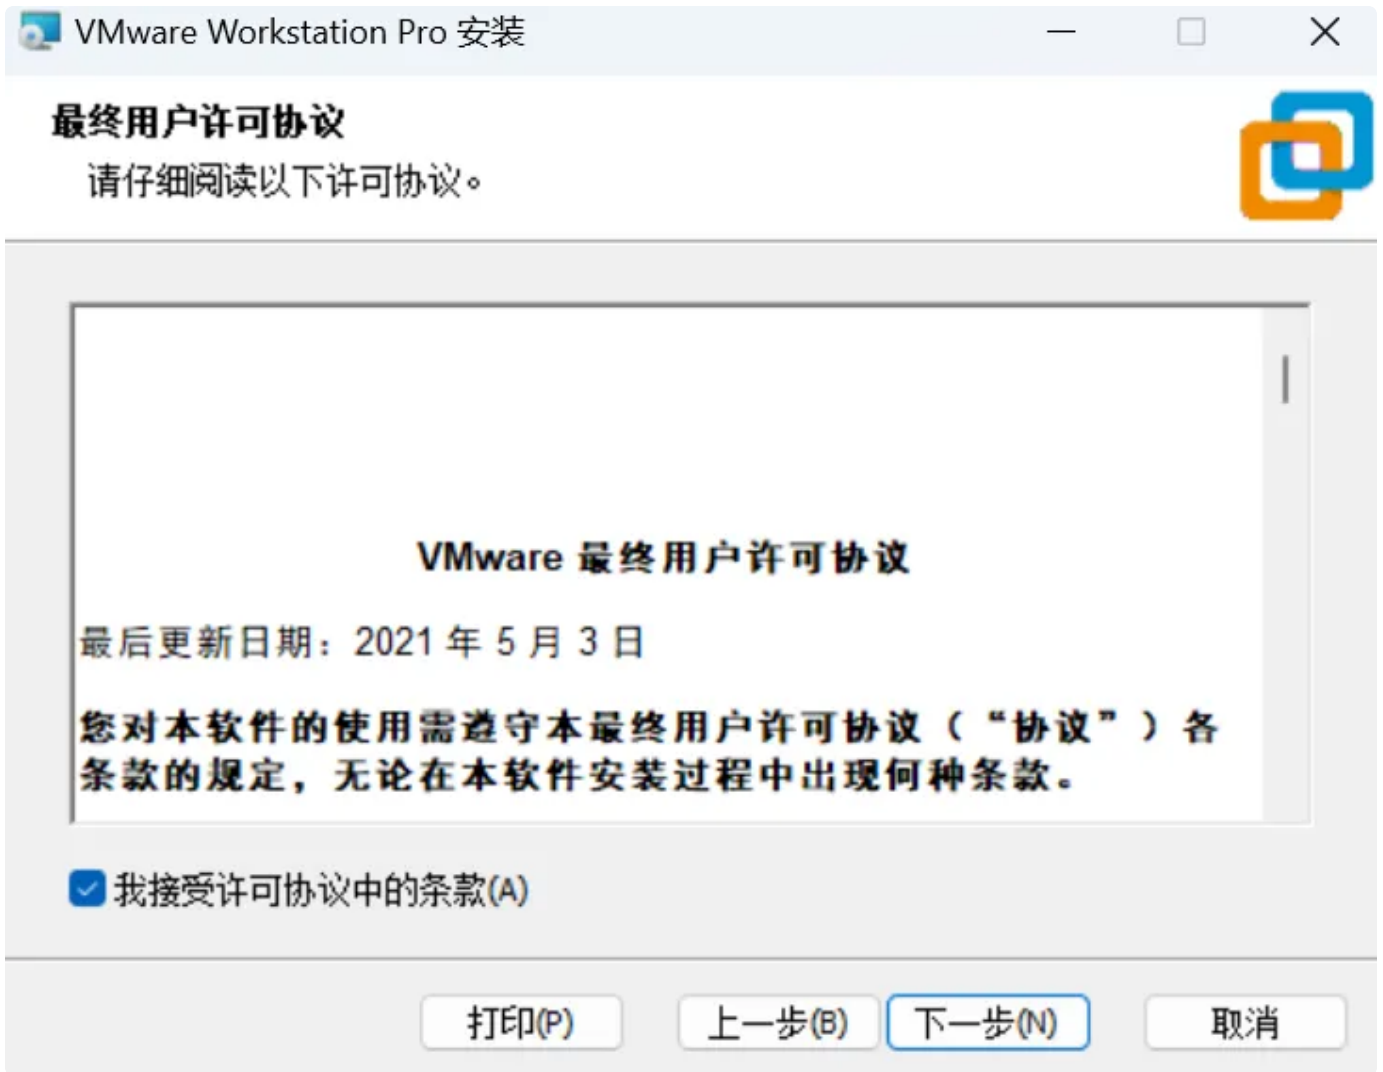 VMware Workstation Pro 安装
最终用户许可协议
请仔细阅读以下许可协议。
VMware 最终用户许可协议
最后更新日期：2021 年 5 月 3 日
您对本软件的使用需遵守本最终用户许可协议（“协议”）各
条款的规定，无论在本软件安装过程中出现何种条款。
我接受许可协议中的条款(A)
打印(P) 上一步(B) 下一步(N) 取消